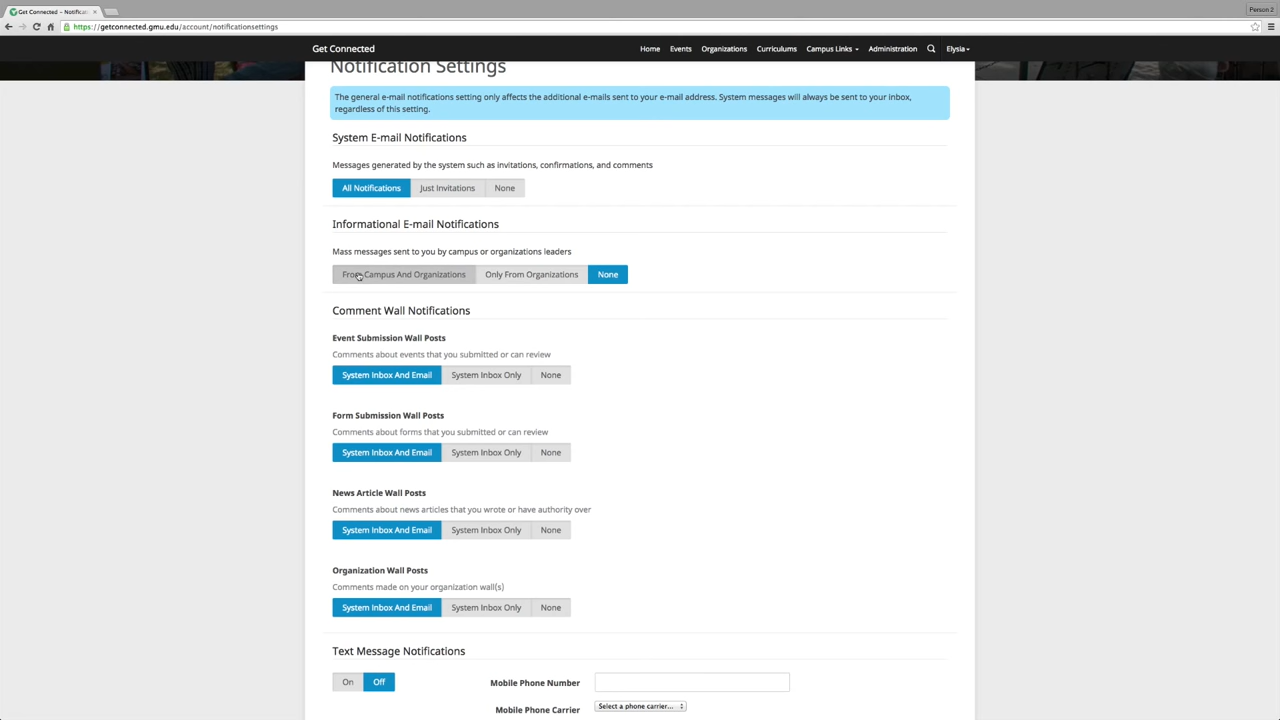 Get Connected – Notificat
Person 2
https://getconnected.gmu.edu/account/notificationsettings
Get Connected
Home Events Organizations Curriculums Campus Links Administration Elysia
Notification Settings
The general e-mail notifications setting only affects the additional e-mails sent to your e-mail address. System messages will always be sent to your inbox,
regardless of this setting.
System E-mail Notifications
Messages generated by the system such as invitations, confirmations, and comments
All Notifications Just Invitations None
Informational E-mail Notifications
Mass messages sent to you by campus or organizations leaders
From Campus And Organizations Only From Organizations None
Comment Wall Notifications
Event Submission Wall Posts
Comments about events that you submitted or can review
System Inbox And Email System Inbox Only None
Form Submission Wall Posts
Comments about forms that you submitted or can review
System Inbox And Email System Inbox Only None
News Article Wall Posts
Comments about news articles that you wrote or have authority over
System Inbox And Email System Inbox Only None
Organization Wall Posts
Comments made on your organization wall(s)
System Inbox And Email System Inbox Only None
Text Message Notifications
On Off Mobile Phone Number
Mobile Phone Carrier Select a phone carrier...